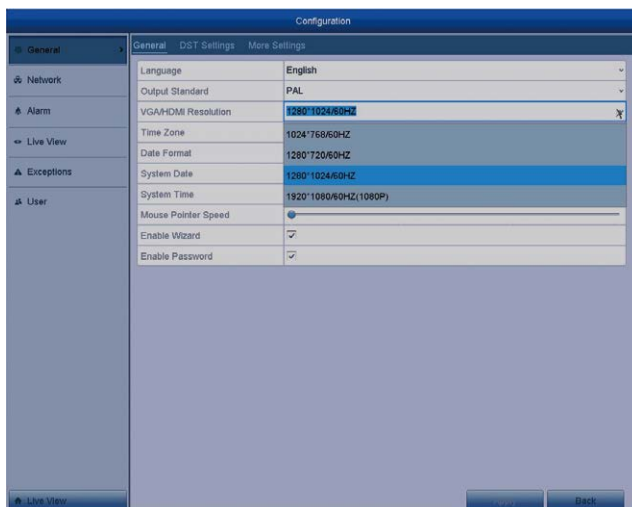 Configuration
General
Network
Alarm
Live View
Exceptions
User
Live View
General DST Settings More Settings
Language English
Output Standard PAL
VGA/HDMI Resolution 1280*1024/60HZ
Time Zone 1024*768/60HZ
Date Format 1280*720/60HZ
System Date 1280*1024/60HZ
System Time 1920*1080/60HZ(1080P)
Mouse Pointer Speed
Enable Wizard
Enable Password
Apply Back